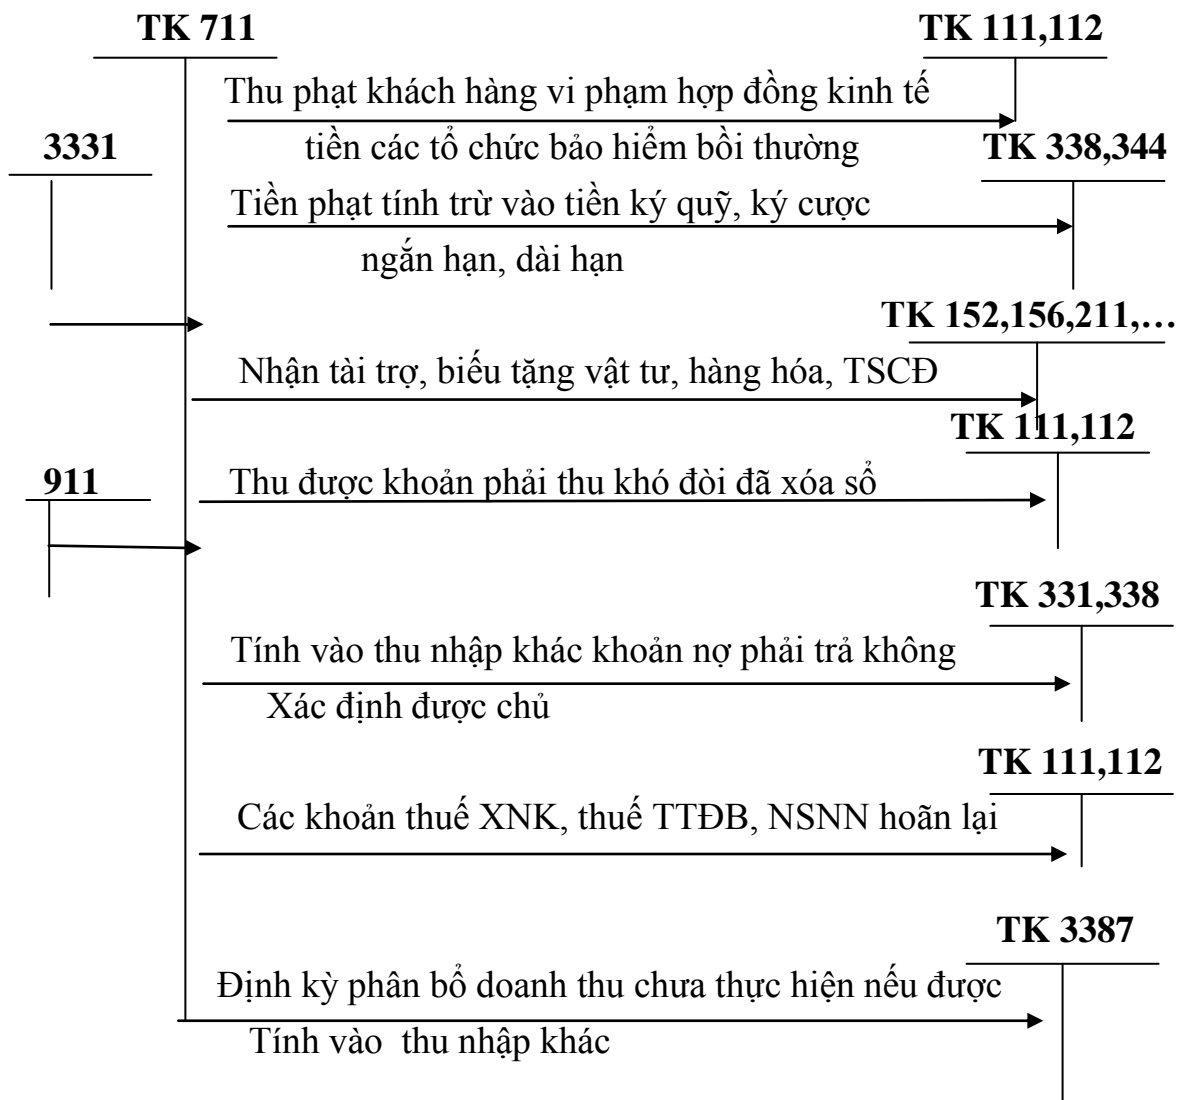 TK 711
TK 111,112
Thu phạt khách hàng vi phạm hợp đồng kinh tế
3331
tiền các tổ chức bảo hiểm bồi thường
TK 338,344
Tiền phạt tính trừ vào tiền ký quỹ, ký cược
ngắn hạn, dài hạn
TK 152,156,211,…
Nhận tài trợ, biếu tặng vật tư, hàng hóa, TSCĐ
TK 111,112
911
Thu được khoản phải thu khó đòi đã xóa sổ
TK 331,338
Tính vào thu nhập khác khoản nợ phải trả không
Xác định được chủ
TK 111,112
Các khoản thuế XNK, thuế TTĐB, NSNN hoãn lại
TK 3387
Định kỳ phân bổ doanh thu chưa thực hiện nếu được
Tính vào thu nhập khác